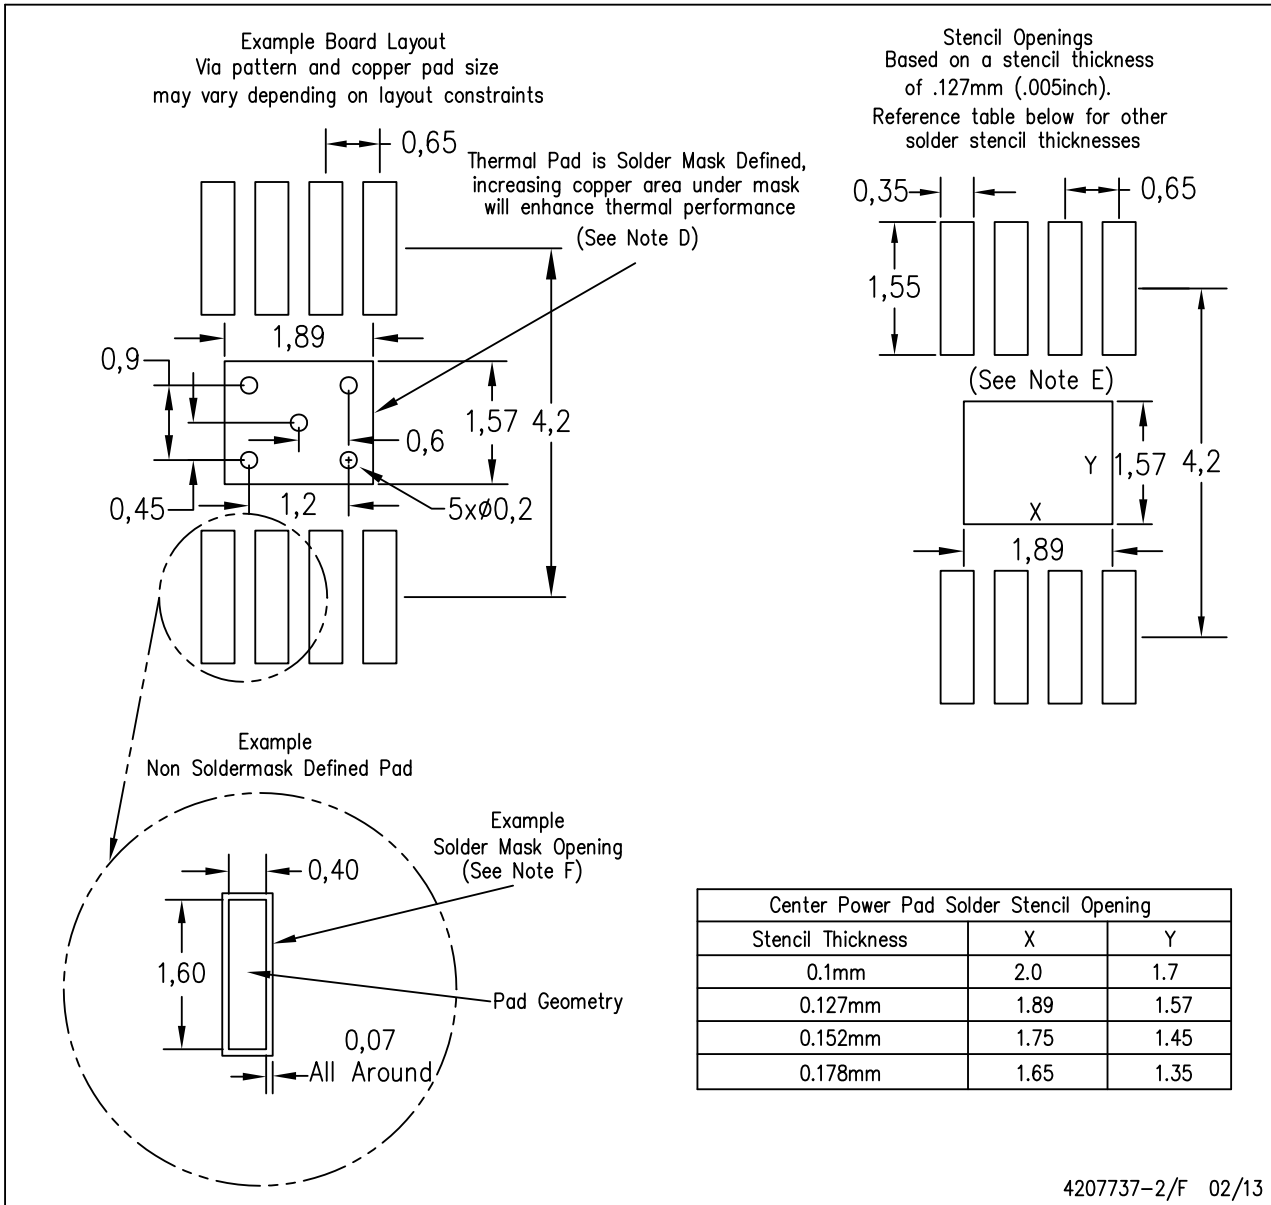 Example Board Layout
Via pattern and copper pad size
may vary depending on layout constraints
0,65
Thermal Pad is Solder Mask Defined,
increasing copper area under mask
will enhance thermal performance
(See Note D)
1,89
0,9
1,57
4,2
0,6
0,45
1,2
5xø0,2
Stencil Openings
Based on a stencil thickness
of .127mm (.005inch).
Reference table below for other
solder stencil thicknesses
0,35
0,65
1,55
(See Note E)
Y
1,57
4,2
X
1,89
Example
Non Soldermask Defined Pad
Example
Solder Mask Opening
(See Note F)
0,40
1,60
Pad Geometry
0,07
All Around
Center Power Pad Solder Stencil Opening
Stencil Thickness X Y
0.1mm 2.0 1.7
0.127mm 1.89 1.57
0.152mm 1.75 1.45
0.178mm 1.65 1.35
4207737-2/F 02/13